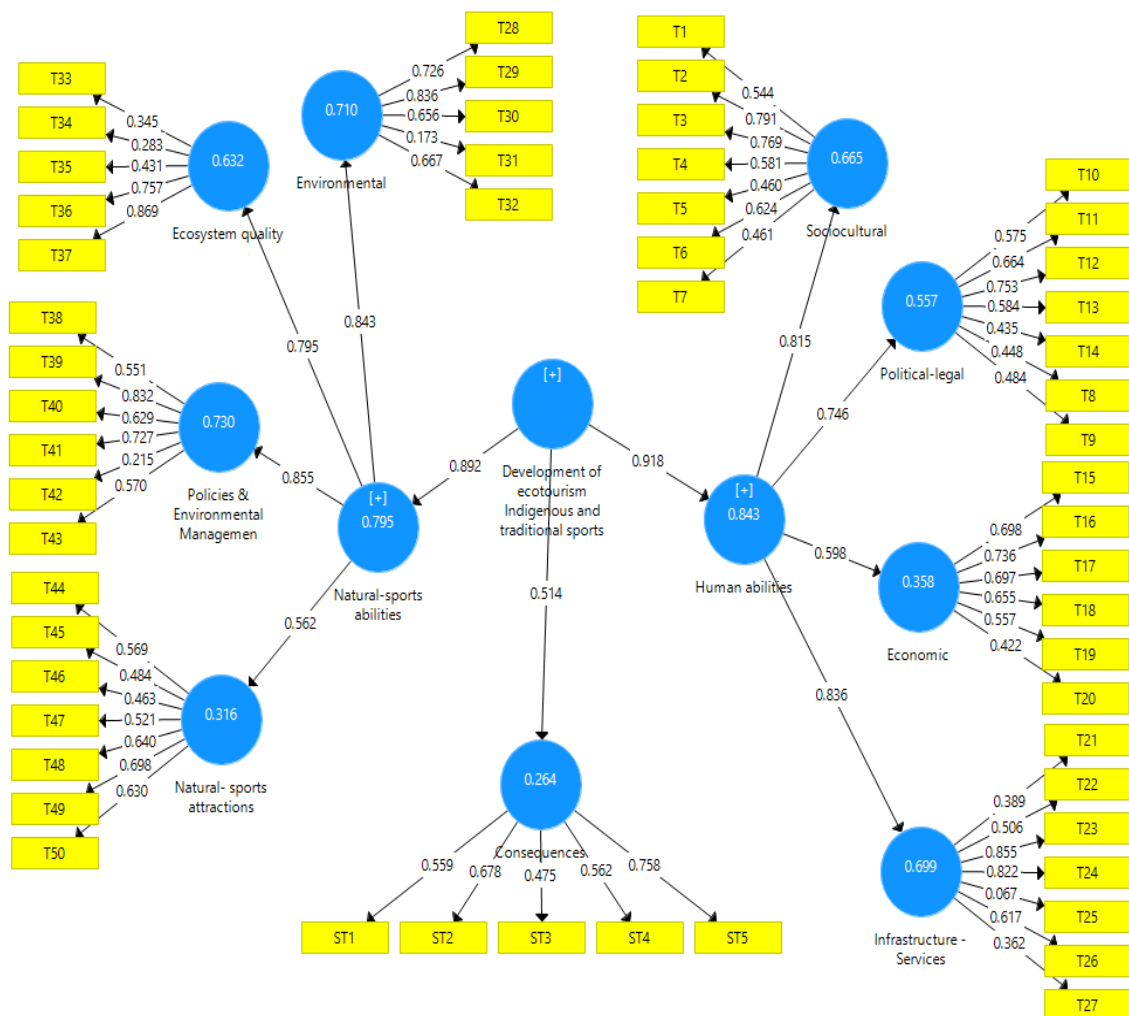 T33
T34
T35
T36
T37
0.345
0.283
0.431
0.757
0.869
0.632
Ecosystem quality
T28
T29
T30
T31
T32
0.726
0.836
0.656
0.173
0.667
0.710
Environmental
T1
T2
T3
T4
T5
T6
T7
0.544
0.791
0.769
0.581
0.460
0.624
0.461
0.665
Sociocultural
T10
T11
T12
T13
T14
T8
T9
0.575
0.664
0.753
0.584
0.435
0.448
0.484
0.557
Political-legal
0.843
0.795
0.815
0.746
T38
T39
T40
T41
T42
T43
0.551
0.832
0.629
0.727
0.215
0.570
0.730
Policies &
Environmental
Managemen
0.855
0.892
[+]
Development of
ecotourism
Indigenous and
traditional sports
0.918
[+]
0.795
Natural-sports
abilities
[+]
0.843
Human abilities
0.598
T15
T16
T17
T18
T19
T20
0.698
0.736
0.697
0.655
0.557
0.422
0.358
Economic
0.514
0.562
0.836
T44
T45
T46
T47
T48
T49
T50
0.569
0.484
0.463
0.521
0.640
0.698
0.630
0.316
Natural- sports
attractions
0.264
Consequences
0.559
0.678
0.475
0.562
0.758
ST1
ST2
ST3
ST4
ST5
T21
T22
T23
T24
T25
T26
T27
0.389
0.506
0.855
0.822
0.067
0.617
0.362
0.699
Infrastructure -
Services